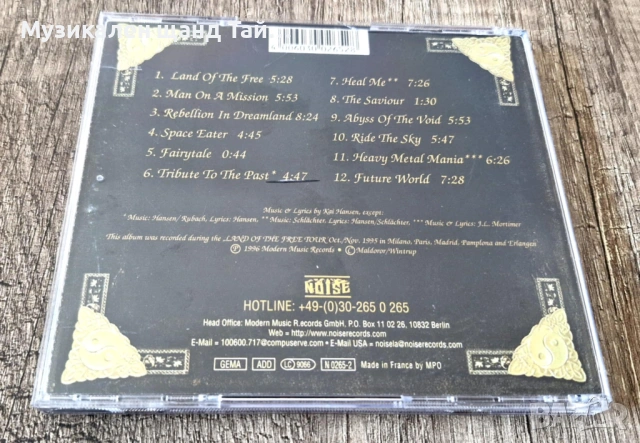 Музика Лен шанд Гай
1. Land Of The Free 5:28
2. Man On A Mission 5:53
3. Rebellion In Dreamland 8:24
4. Space Eater 4:45
5. Fairytale 0:44
6. Tribute To The Past* 4:47
7. Heal Me** 7:26
8. The Saviour 1:30
9. Abyss Of The Void 5:53
10. Ride The Sky 5:47
11. Heavy Metal Mania*** 6:26
12. Future World 7:28
Music & Lyrics by Kai Hansen, except:
* Music: Hansen/ Rubach, Lyrics: Hansen. ** Music: Schlächter, Lyrics: Hansen/Schlächter. *** Music & Lyrics: J.L. Mortimer
This album was recorded during the „LAND OF THE FREE TOUR Oct./Nov. 1995 in Milano, Paris, Madrid, Pamplona and Erlangen
Ⓟ 1996 Modern Music Records • © Maldoror/Wintrup
NOISE
HOTLINE: +49-(0)30-265 0 265
Head Office: Modern Music R.ecords GmbH, P.O. Box 11 02 26, 10832 Berlin
Web = http://www.noiserecords.com
E-Mail = 100600.717@compuserve.com • E-Mail USA = noisela@noiserecords.com
GEMA ADD LC 9066 N 0265-2 Made in France by MPO